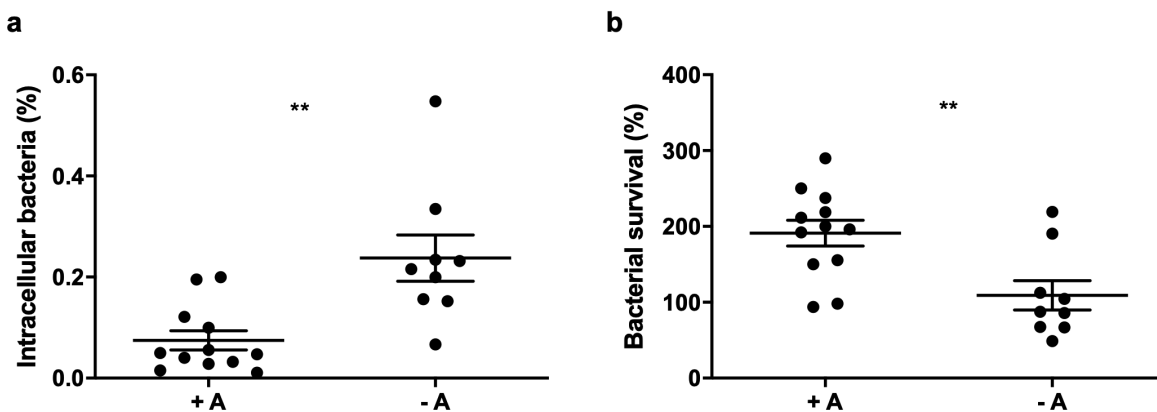 a
Intracellular bacteria (%)
0.6
0.4
0.2
0.0
**
+ A
- A
b
Bacterial survival (%)
400
300
200
100
0
**
+ A
- A